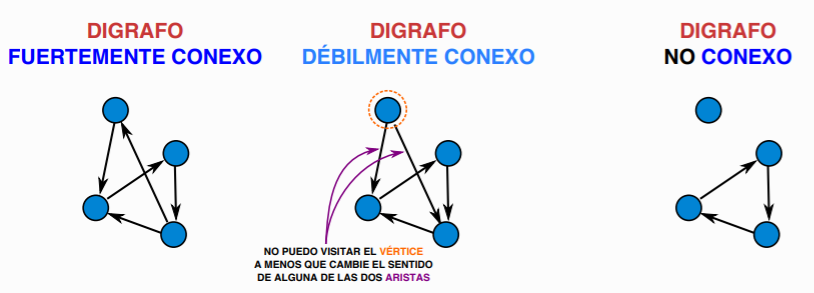 DIGRAFO
FUERTEMENTE CONEXO
DIGRAFO
DÉBILMENTE CONEXO
DIGRAFO
NO CONEXO
NO PUEDO VISITAR EL VÉRTICE
A MENOS QUE CAMBIE EL SENTIDO
DE ALGUNA DE LAS DOS ARISTAS